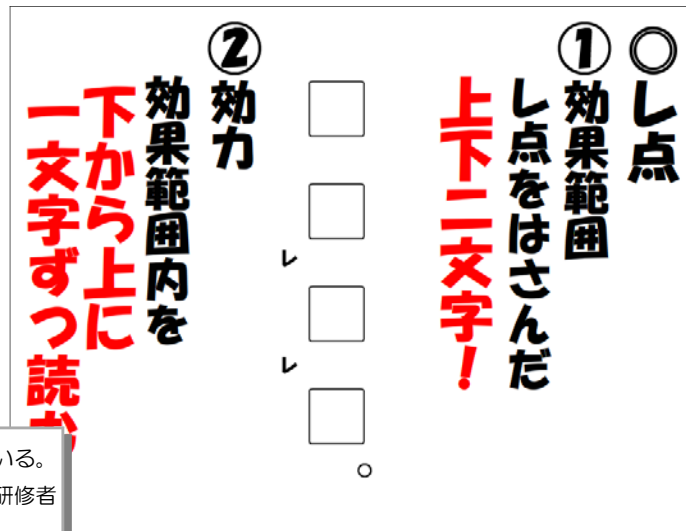 ◎レ点
①効果範囲
レ点をはさんだ
上下二文字！
レ
レ
②効力
効果範囲内を
下から上に
一文字ずつ読
いる。
研修者